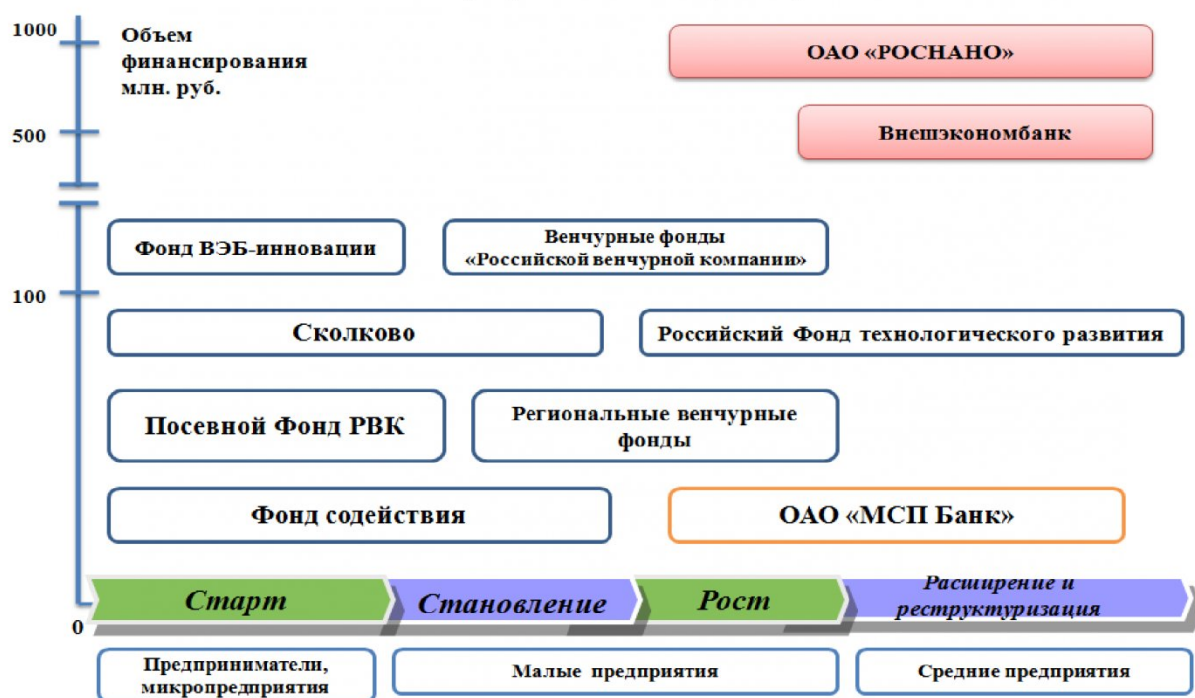 1000
Объем
финансирования
млн. руб.
ОАО «РОСНАНО»
500
Внешэкономбанк
Фонд ВЭБ-инновации
Венчурные фонды
«Российской венчурной компании»
100
Сколково
Российский Фонд технологического развития
Посевной Фонд РВК
Региональные венчурные
фонды
Фонд содействия
ОАО «МСП Банк»
Старт
Становление
Рост
Расширение и
реструктуризация
0
Предприниматели,
микропредприятия
Малые предприятия
Средние предприятия